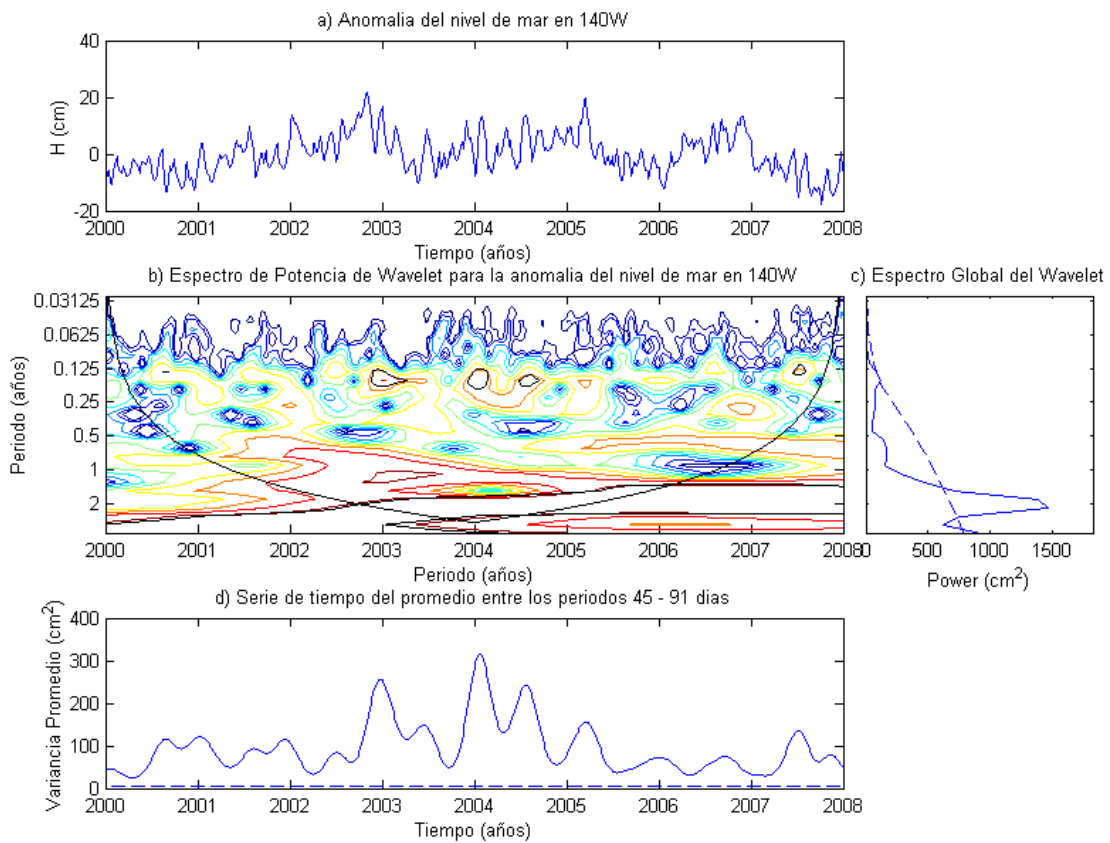 a) Anomalia del nivel de mar en 140W
40
20
0
-20
H (cm)
2000 2001 2002 2003 2004 2005 2006 2007 2008
Tiempo (años)
b) Espectro de Potencia de Wavelet para la anomalia del nivel de mar en 140W
c) Espectro Global del Wavelet
0.03125
0.0625
0.125
0.25
0.5
1
2
Periodo (años)
2000 2001 2002 2003 2004 2005 2006 2007 2008
Periodo (años)
0 500 1000 1500
Power (cm²)
d) Serie de tiempo del promedio entre los periodos 45 - 91 dias
400
300
200
100
0
Variancia Promedio (cm²)
2000 2001 2002 2003 2004 2005 2006 2007 2008
Tiempo (años)